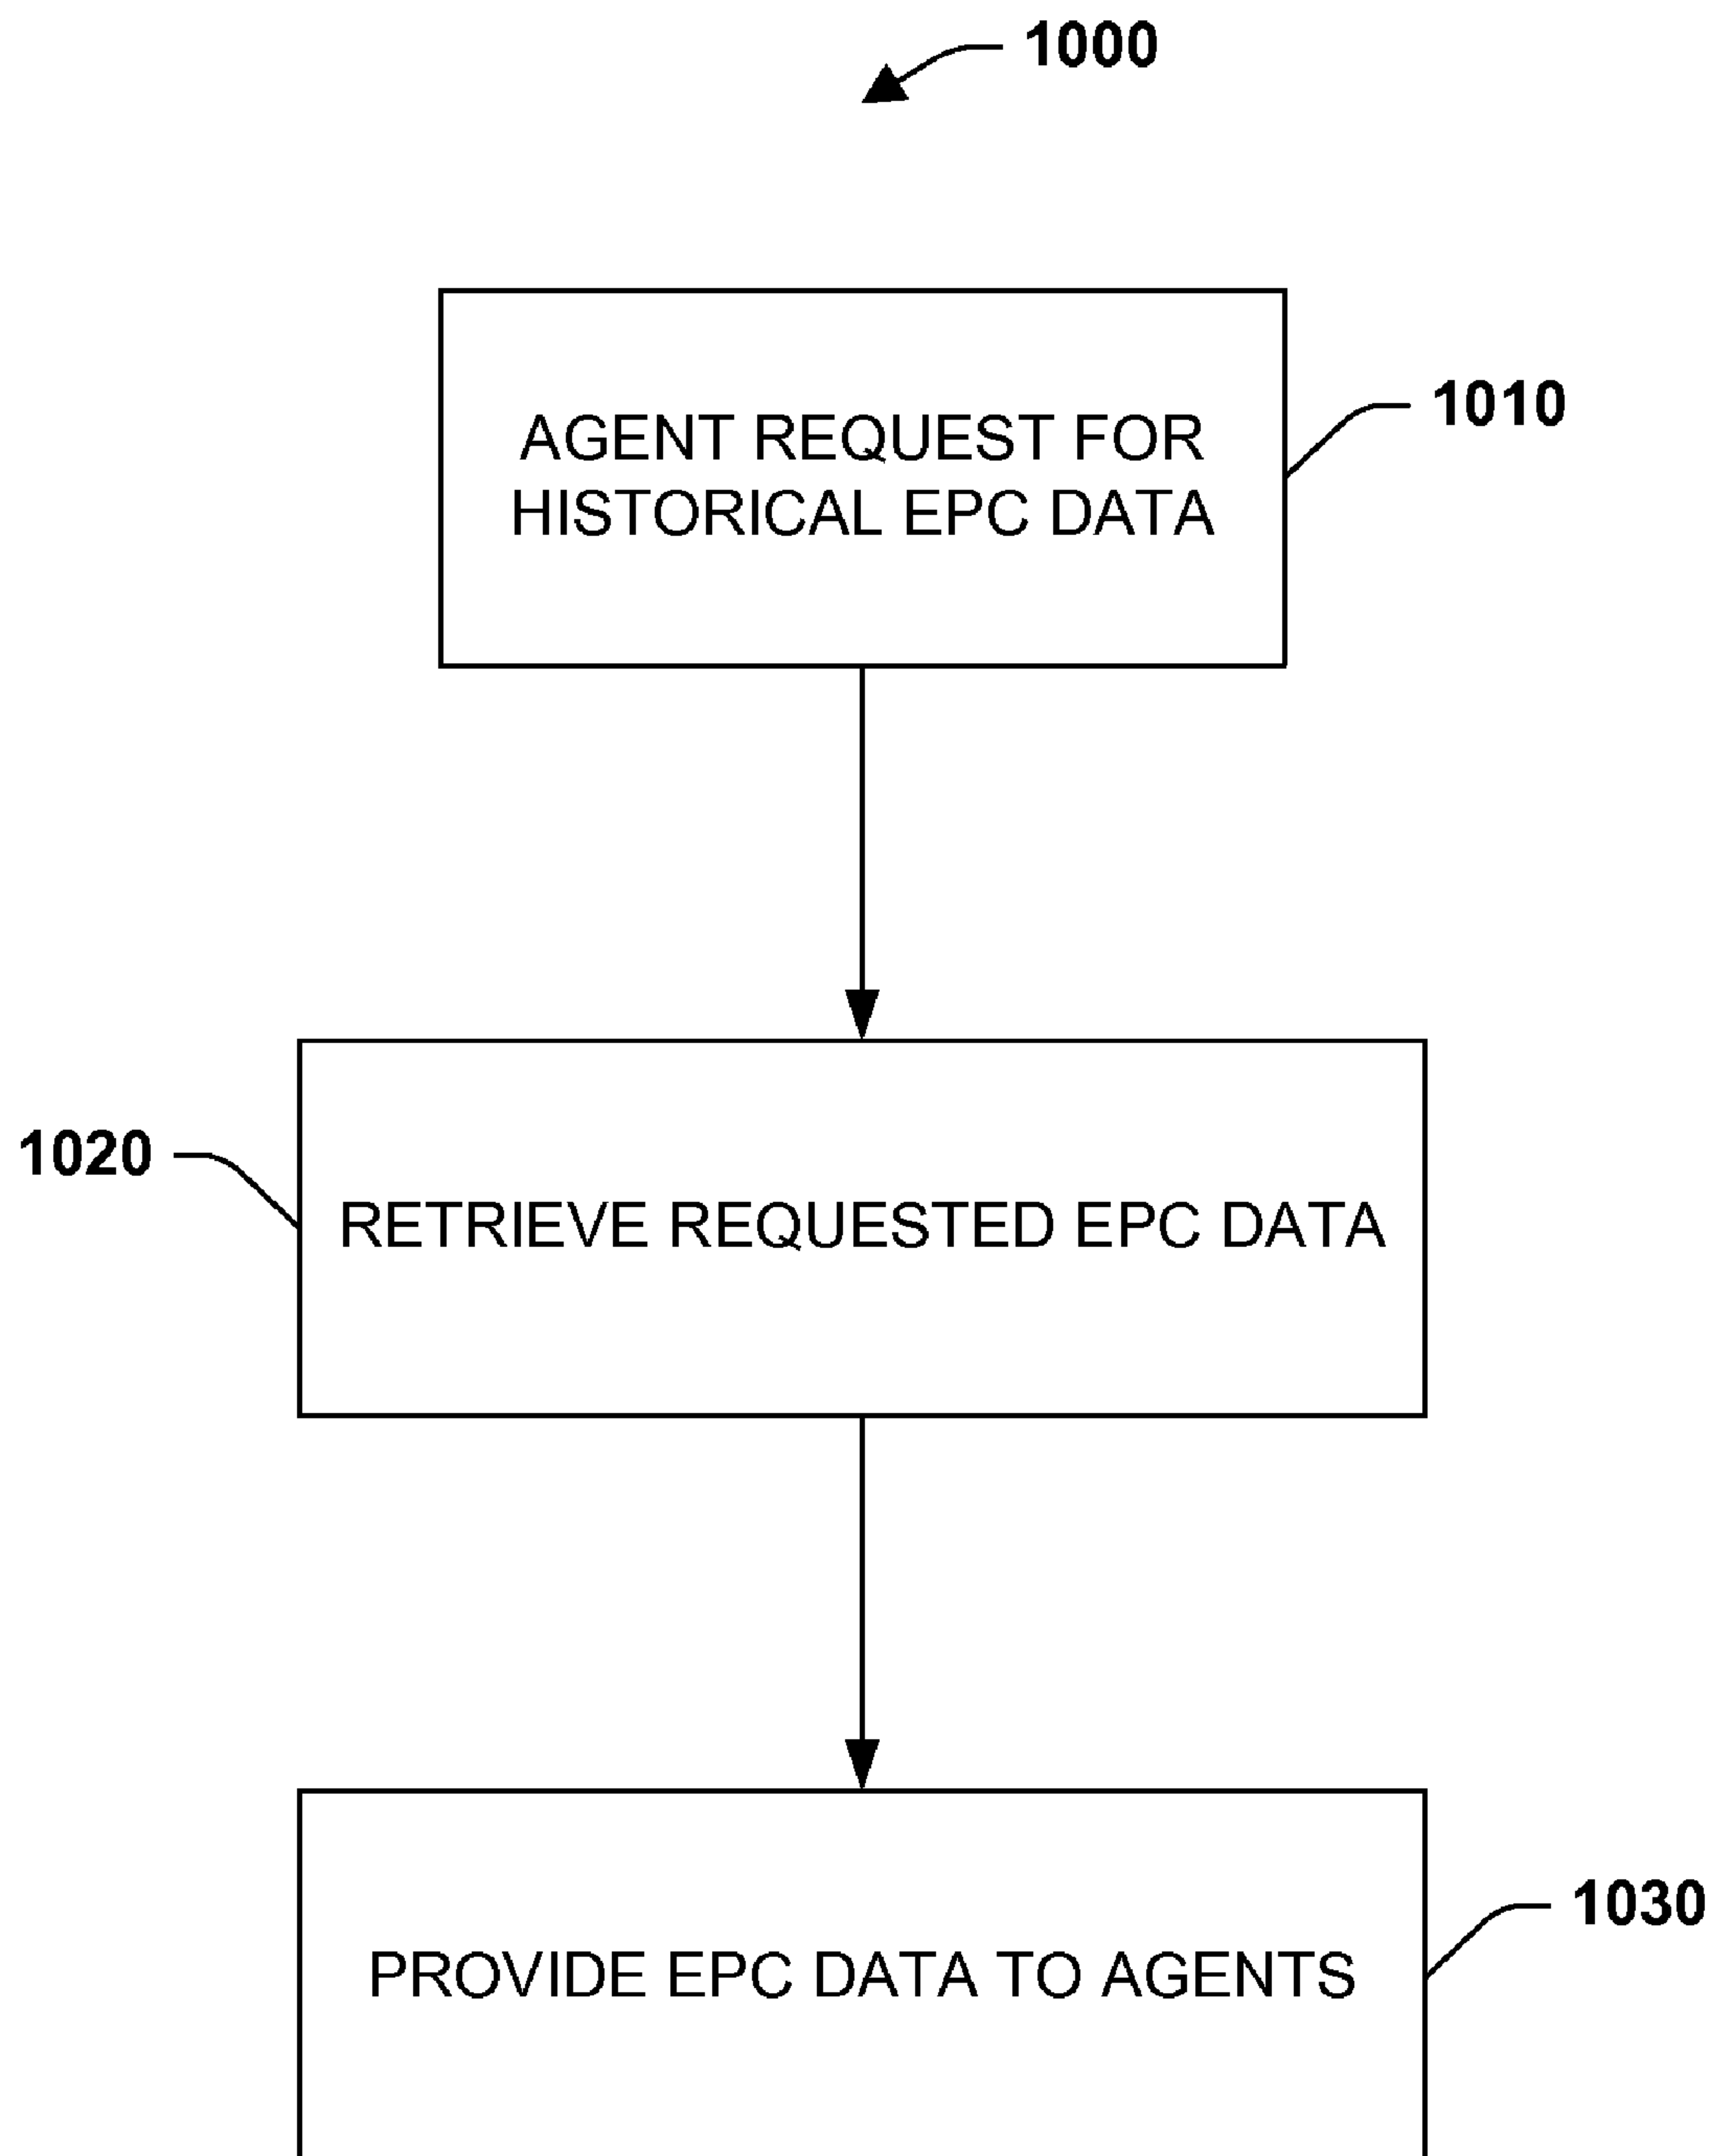 1000
AGENT REQUEST FOR
HISTORICAL EPC DATA
1010
1020
RETRIEVE REQUESTED EPC DATA
PROVIDE EPC DATA TO AGENTS
1030